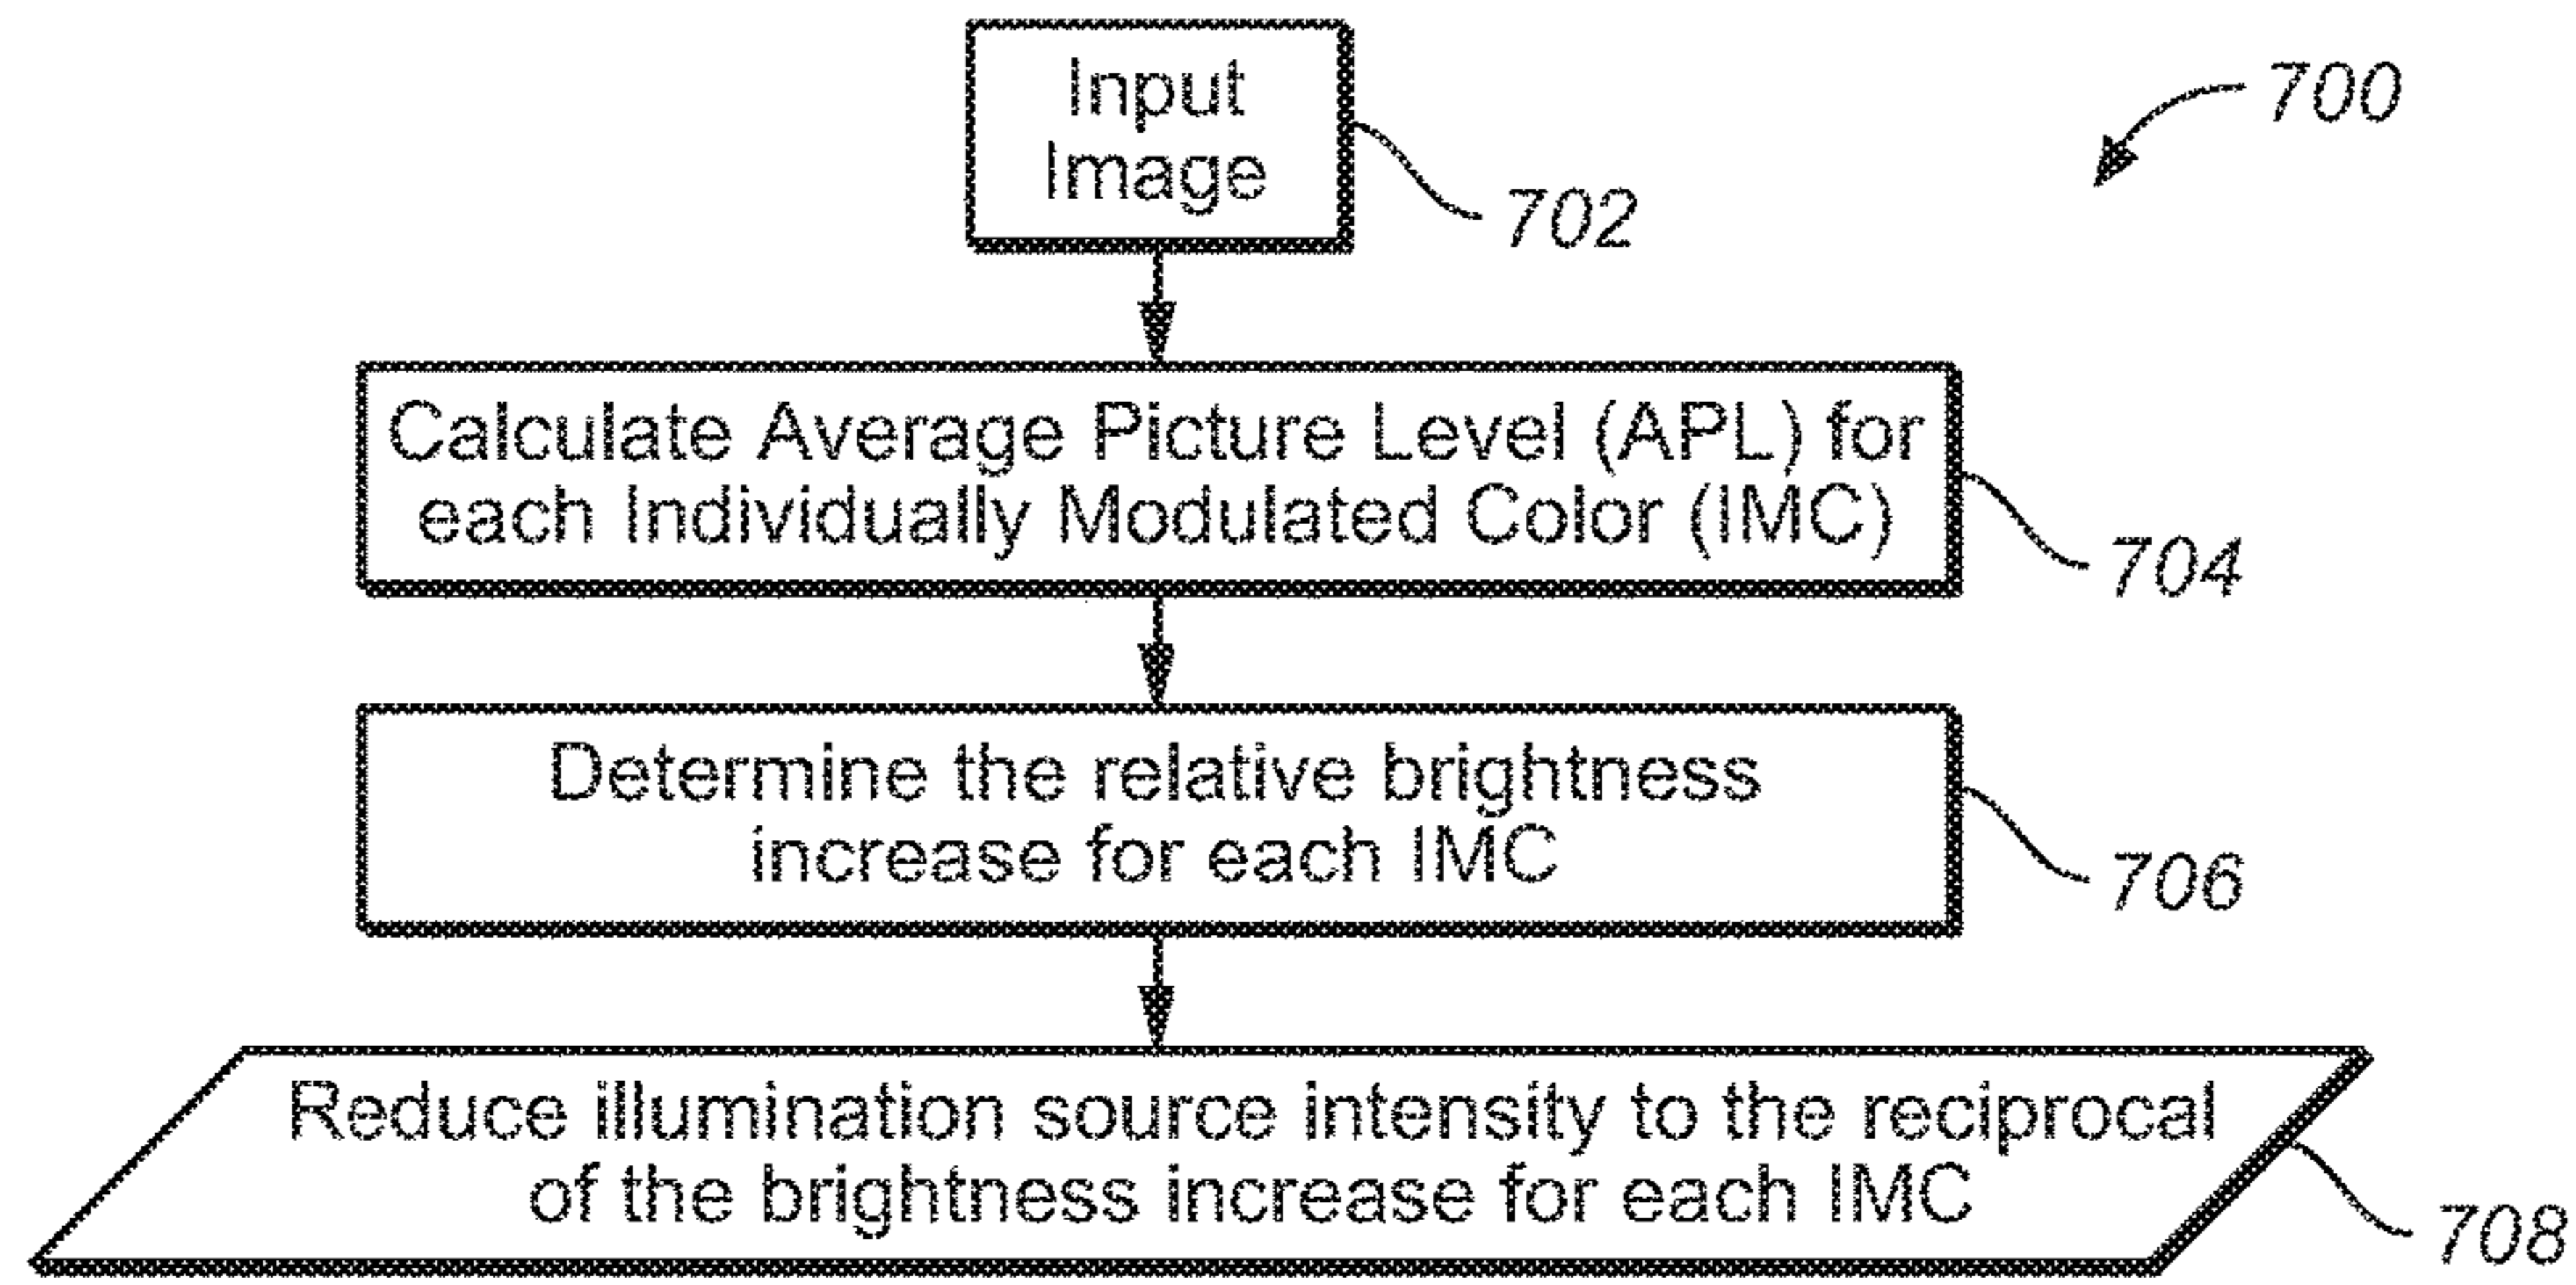 Input
Image
700
702
Calculate Average Picture Level (APL) for
each Individually Modulated Color (IMC)
704
Determine the relative brightness
increase for each IMC
706
Reduce illumination source intensity to the reciprocal
of the brightness increase for each IMC
708